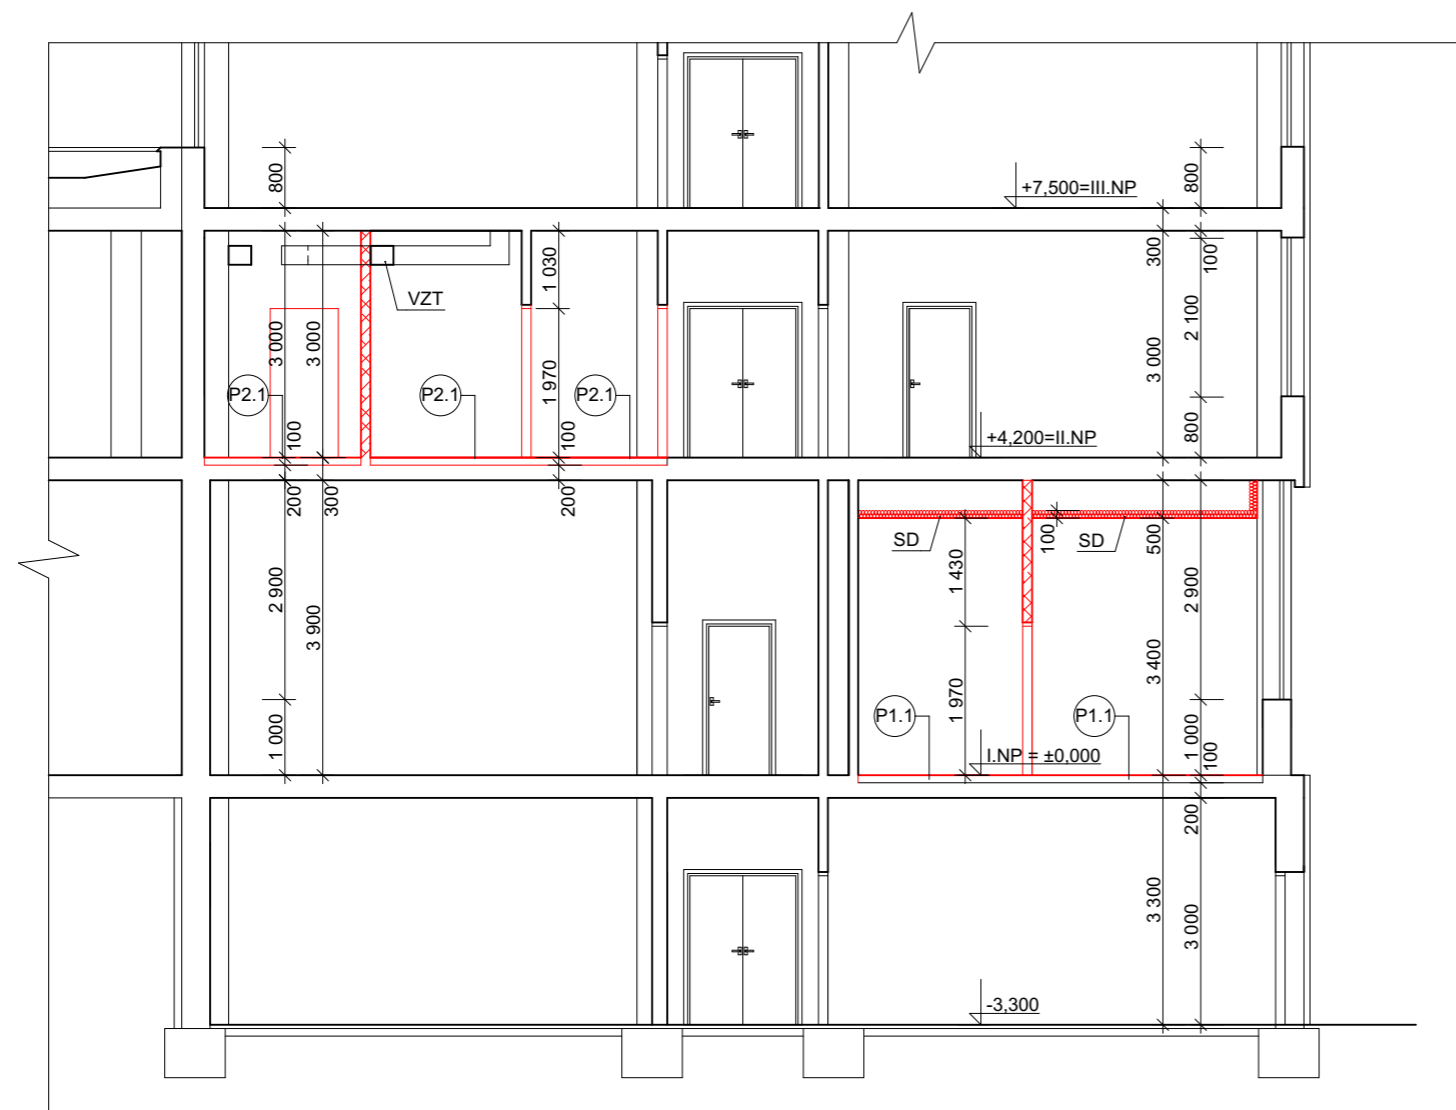 800
+7,500=III.NP
800
1 030
300
100
VZT
2 100
3 000
3 000
3 000
1 970
P2.1
P2.1
P2.1
100
100
+4,200=II.NP
800
200
300
200
SD
100
SD
500
1 430
2 900
2 900
3 900
3 400
1 970
P1.1
P1.1
1 000
I.NP = ±0,000
1 000
100
200
3 300
3 000
-3,300